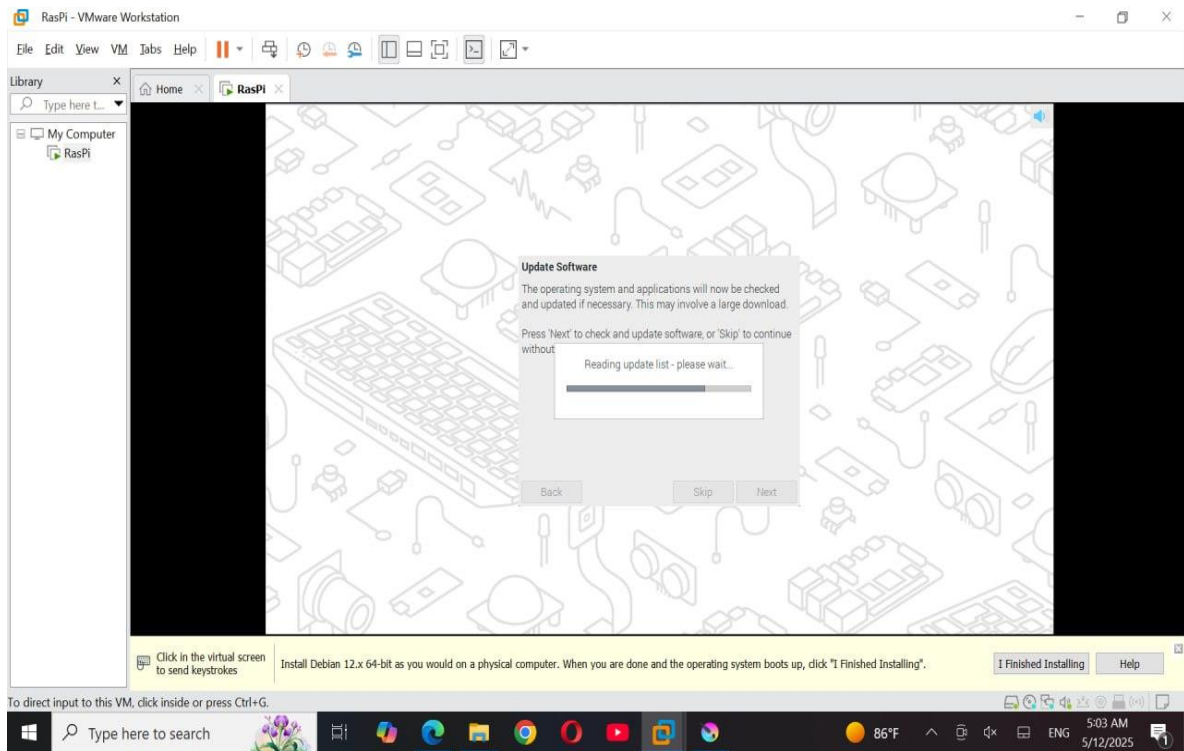 RasPi - VMware Workstation
File Edit View VM Tabs Help
Library
Home
RasPi
Type here t...
My Computer
RasPi
Update Software
The operating system and applications will now be checked
and updated if necessary. This may involve a large download.
Press 'Next' to check and update software, or 'Skip' to continue
without
Reading update list - please wait...
Back
Skip
Next
Click in the virtual screen
to send keystrokes
Install Debian 12.x 64-bit as you would on a physical computer. When you are done and the operating system boots up, click "I Finished Installing".
I Finished Installing
Help
To direct input to this VM, click inside or press Ctrl+G.
Type here to search
86°F
ENG
5:03 AM
5/12/2025
1